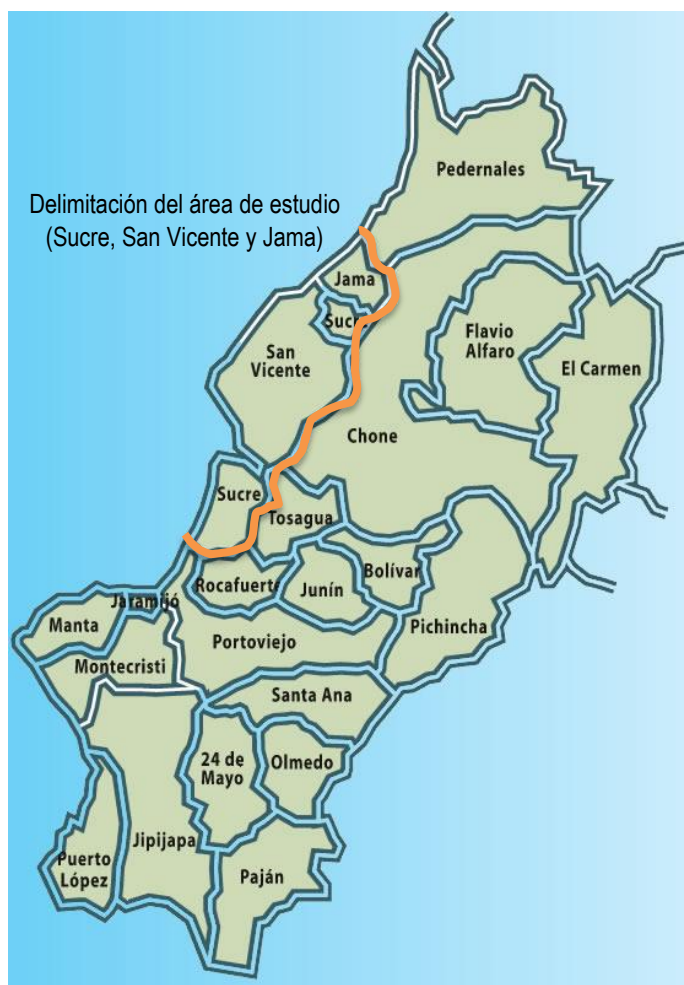 Pedernales
Delimitación del área de estudio
(Sucre, San Vicente y Jama)
Jama
Sucre
Flavio
Alfaro
San
Vicente
El Carmen
Chone
Sucre
Tosagua
Bolívar
Rocafuerte
Junín
Jaramijó
Manta
Pichincha
Portoviejo
Montecristi
Santa Ana
24 de
Mayo
Olmedo
Jipijapa
Puerto
López
Paján